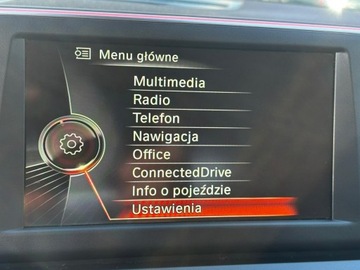 Menu główne
Multimedia
Radio
Telefon
Nawigacja
Office
ConnectedDrive
Info o pojeździe
Ustawienia